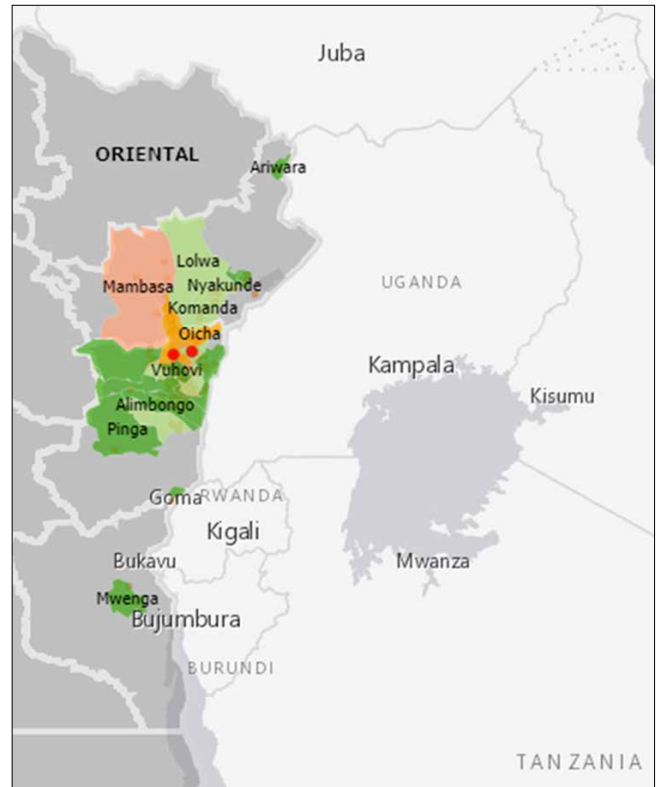 Juba
ORIENTAL
Ariwara
Lolwa
UGANDA
Mambasa
Nyakunde
Komanda
Oicha
Kampala
Vuhovi
Kisumu
Alimbongo
Pinga
Goma
RWANDA
Kigali
Bukavu
Mwanza
Mwenga
Bujumbura
BURUNDI
TANZANIA